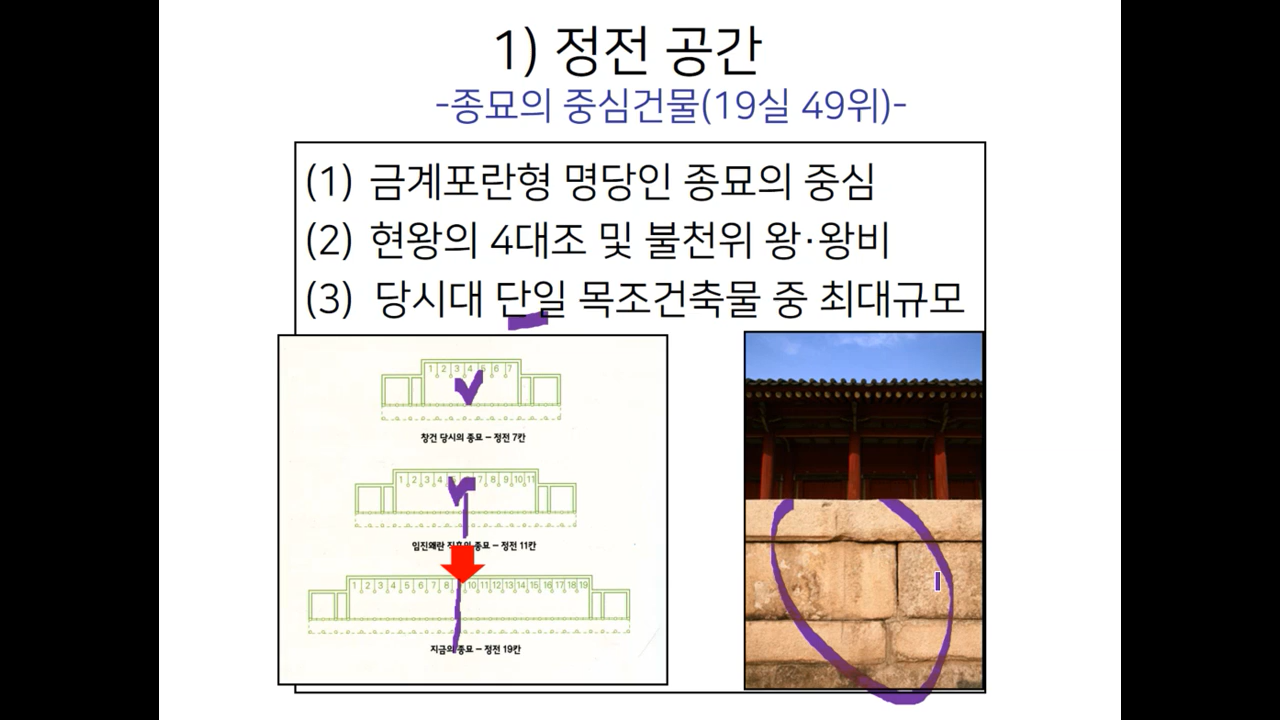 1) 정전 공간
-종묘의 중심건물(19실 49위)-
(1) 금계포란형 명당인 종묘의 중심
(2) 현왕의 4대조 및 불천위 왕·왕비
(3) 당시대 단일 목조건축물 중 최대규모
1 2 3 4 5 6 7
창건 당시의 종묘 – 정전 7칸
1 2 3 4 7 8 9 10 11
임진왜란 종묘 – 정전 11칸
1 2 3 4 5 6 7 8 10 11 12 13 14 15 16 17 18 19
지금의 종묘 – 정전 19칸